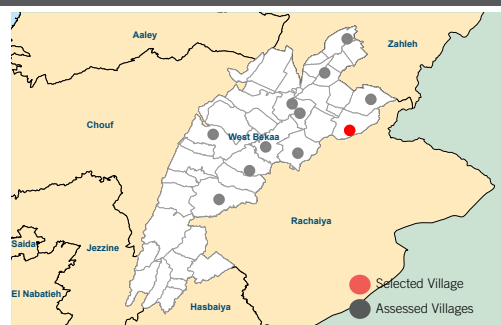 Aaley
Zahleh
Chouf
West Bekaa
Rachaiya
Saida
Jezzine
Selected Village
El Nabatieh
Hasbaiya
Assessed Villages